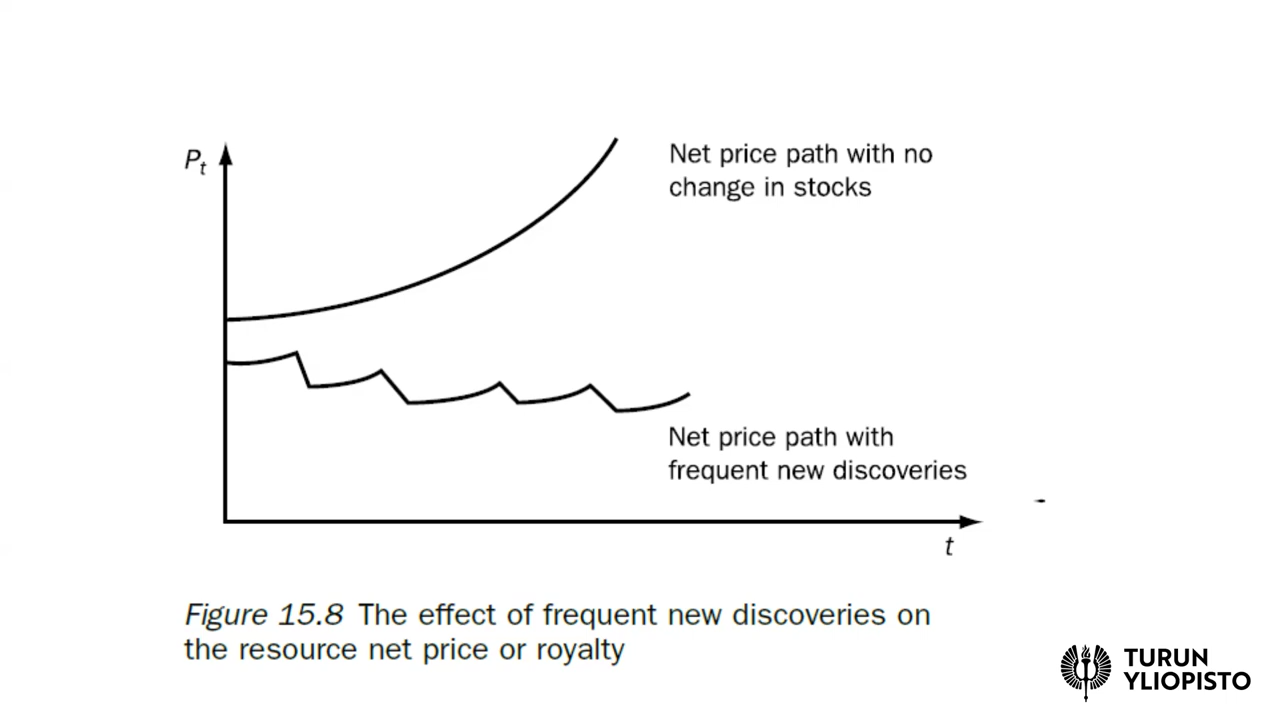 Pt
Net price path with no
change in stocks
Net price path with
frequent new discoveries
t
Figure 15.8 The effect of frequent new discoveries on
the resource net price or royalty
TURUN
YLIOPISTO